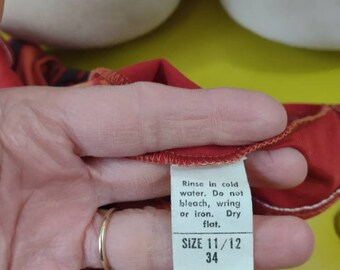 Rinse in cold
water. Do not
bleach, wring
or iron. Dry
flat.
SIZE 11/12
34